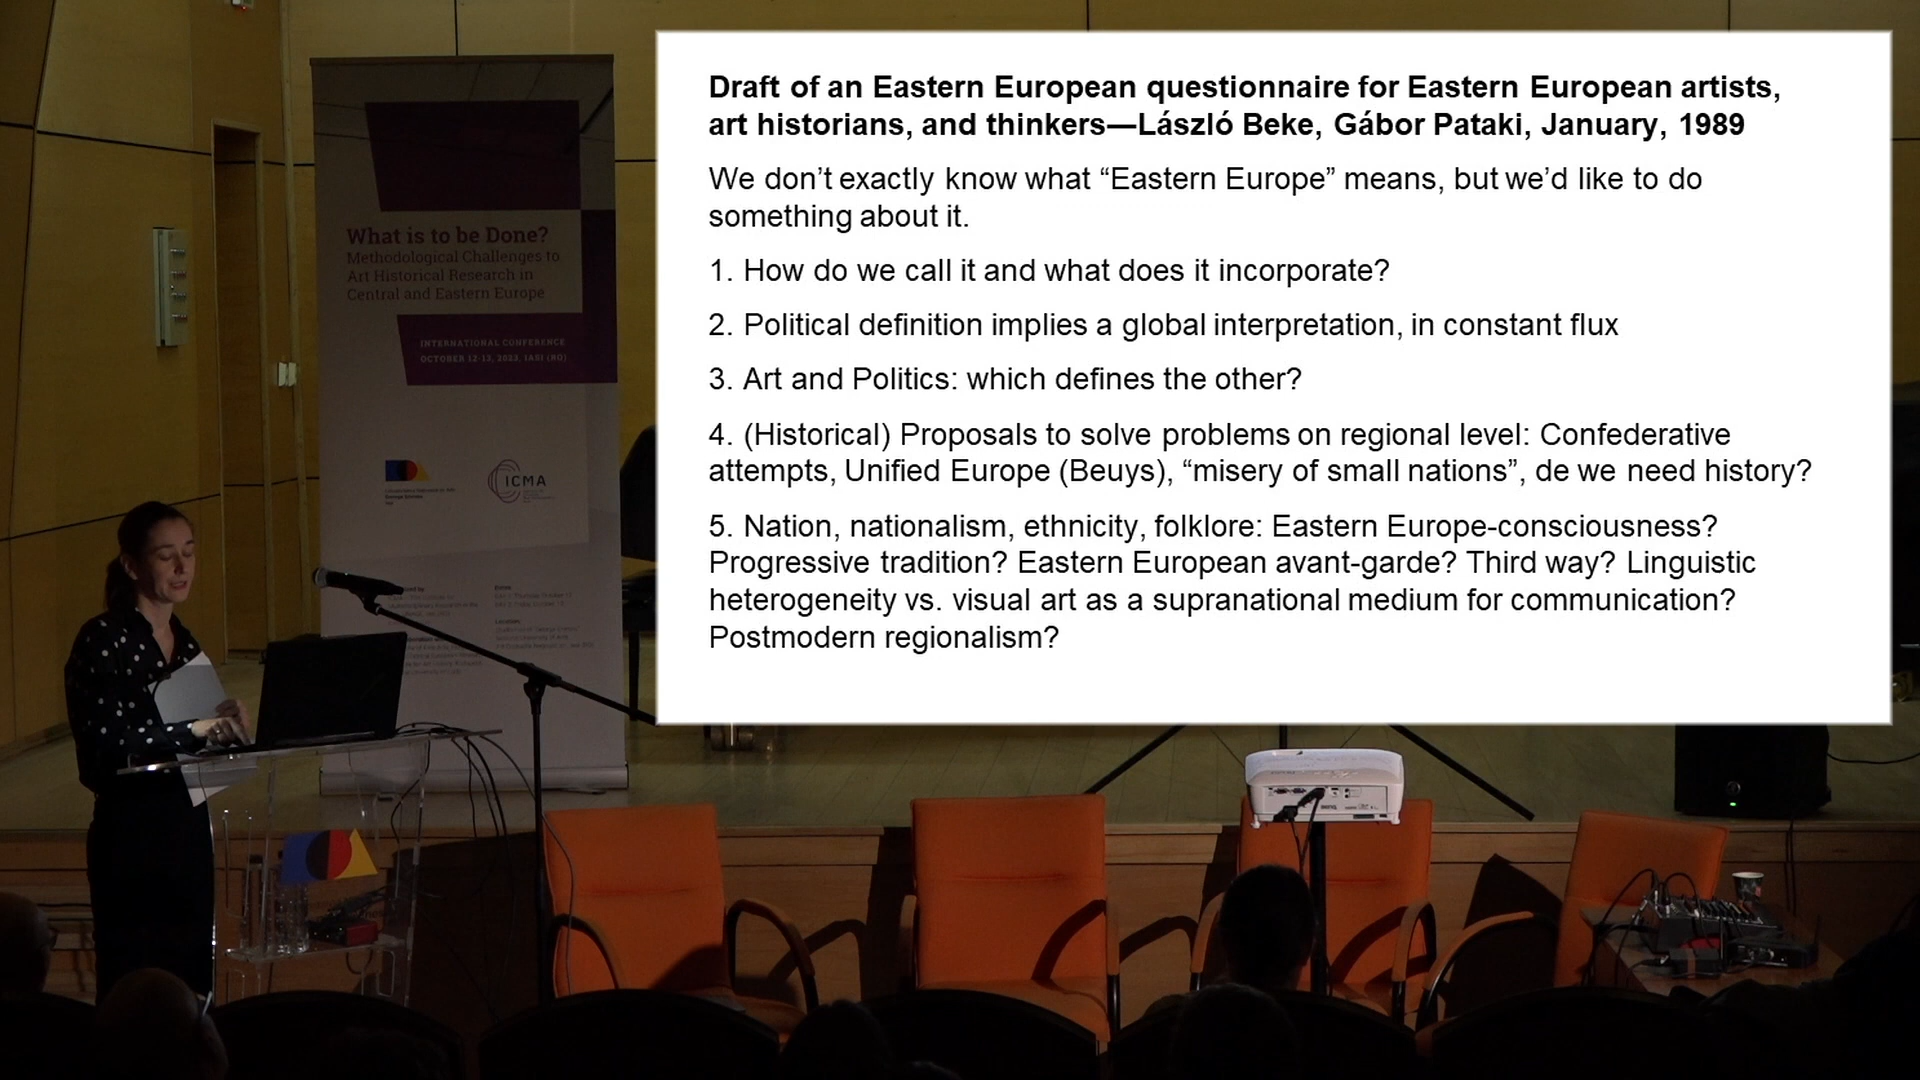 Draft of an Eastern European questionnaire for Eastern European artists,
art historians, and thinkers—László Beke, Gábor Pataki, January, 1989
We don’t exactly know what “Eastern Europe” means, but we’d like to do
something about it.
1. How do we call it and what does it incorporate?
2. Political definition implies a global interpretation, in constant flux
3. Art and Politics: which defines the other?
4. (Historical) Proposals to solve problems on regional level: Confederative
attempts, Unified Europe (Beuys), “misery of small nations”, de we need history?
5. Nation, nationalism, ethnicity, folklore: Eastern Europe-consciousness?
Progressive tradition? Eastern European avant-garde? Third way? Linguistic
heterogeneity vs. visual art as a supranational medium for communication?
Postmodern regionalism?
What is to be Done?
Methodological Challenges to
Art Historical Research in
Central and Eastern Europe
INTERNATIONAL CONFERENCE
OCTOBER 12-13, 2023, IASI (RO)
ICMA
Location: